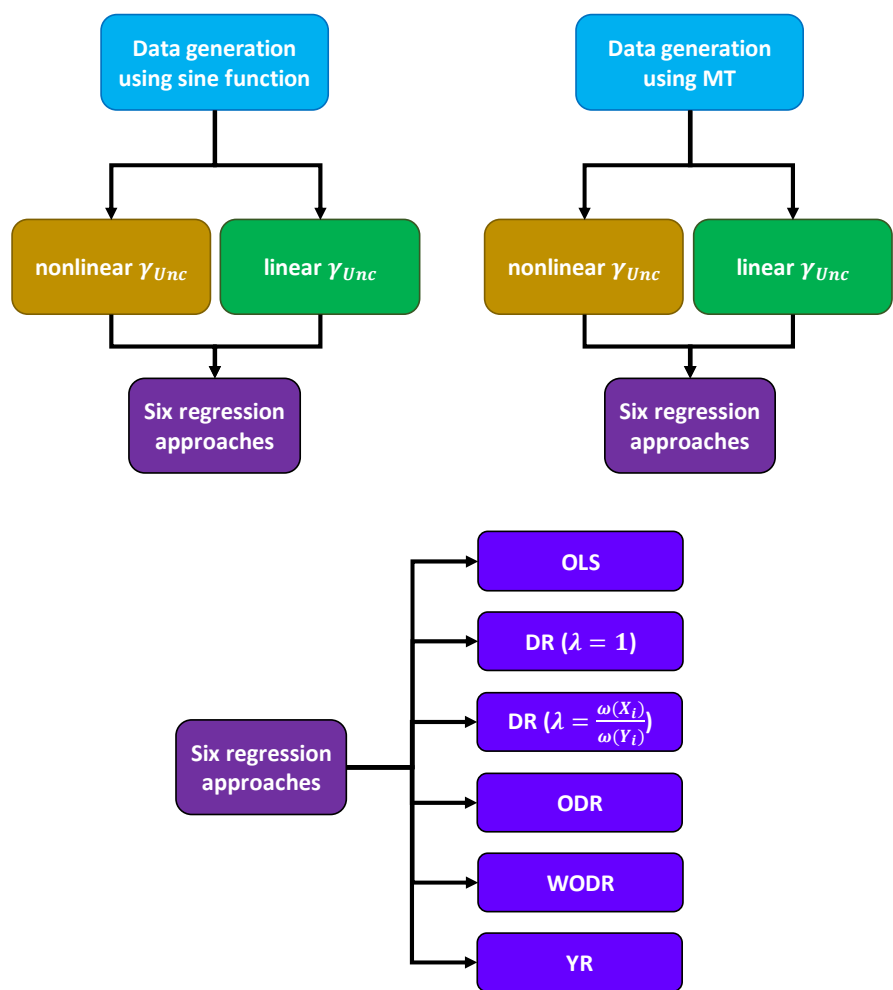 Data generation
using sine function
Data generation
using MT
nonlinear γ_Unc
linear γ_Unc
nonlinear γ_Unc
linear γ_Unc
Six regression
approaches
Six regression
approaches
OLS
DR (λ = 1)
DR (λ = ω(X_i)/ω(Y_i))
Six regression
approaches
ODR
WODR
YR